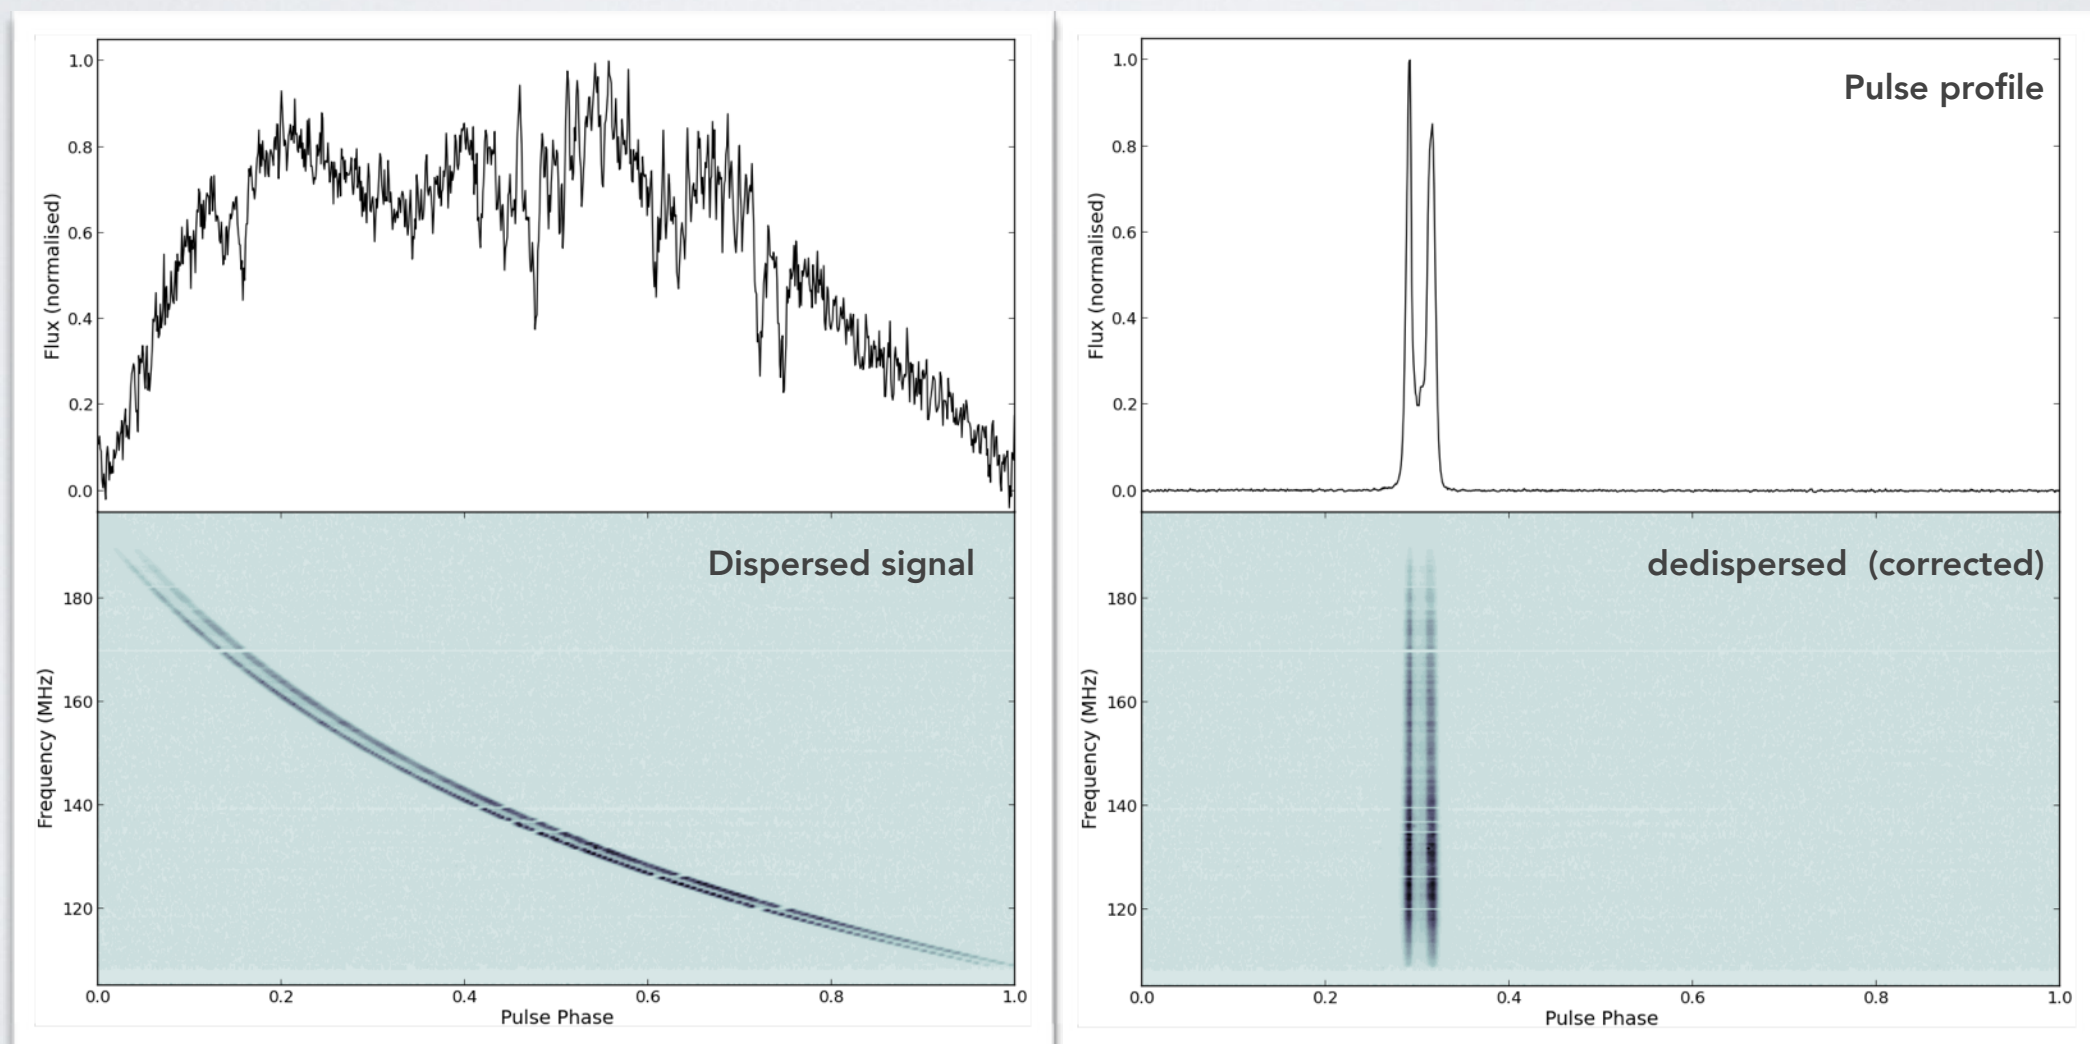 1.0
0.8
0.6
0.4
0.2
0.0
Flux (normalised)
Dispersed signal
180
160
140
120
Frequency (MHz)
0.0 0.2 0.4 0.6 0.8 1.0
Pulse Phase
Pulse profile
1.0
0.8
0.6
0.4
0.2
0.0
Flux (normalised)
dedispersed (corrected)
180
160
140
120
Frequency (MHz)
0.0 0.2 0.4 0.6 0.8 1.0
Pulse Phase